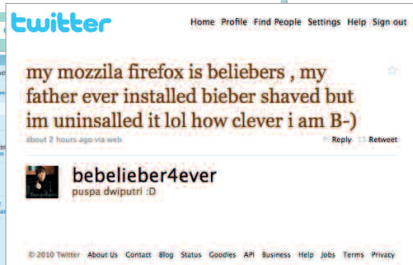 twitter
Home Profile Find People Settings Help Sign out
my mozzila firefox is beliebers , my
father ever installed bieber shaved but
im uninsalled it lol how clever i am B-)
about 2 hours ago via web
Reply Retweet
bebelieber4ever
puspa dwiputri :D
© 2010 Twitter About Us Contact Blog Status Goodies API Business Help Jobs Terms Privacy